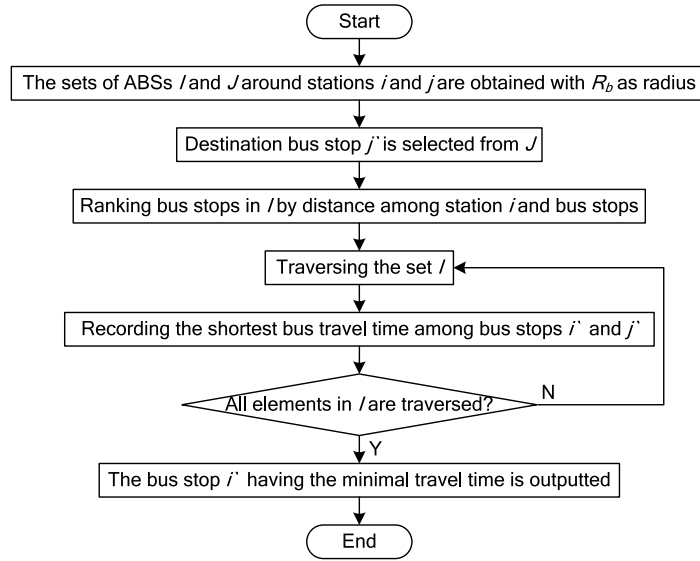 Start
The sets of ABSs I and J around stations i and j are obtained with R_b as radius
Destination bus stop j` is selected from J
Ranking bus stops in I by distance among station i and bus stops
Traversing the set I
Recording the shortest bus travel time among bus stops i` and j`
All elements in I are traversed?
N
Y
The bus stop i` having the minimal travel time is outputted
End